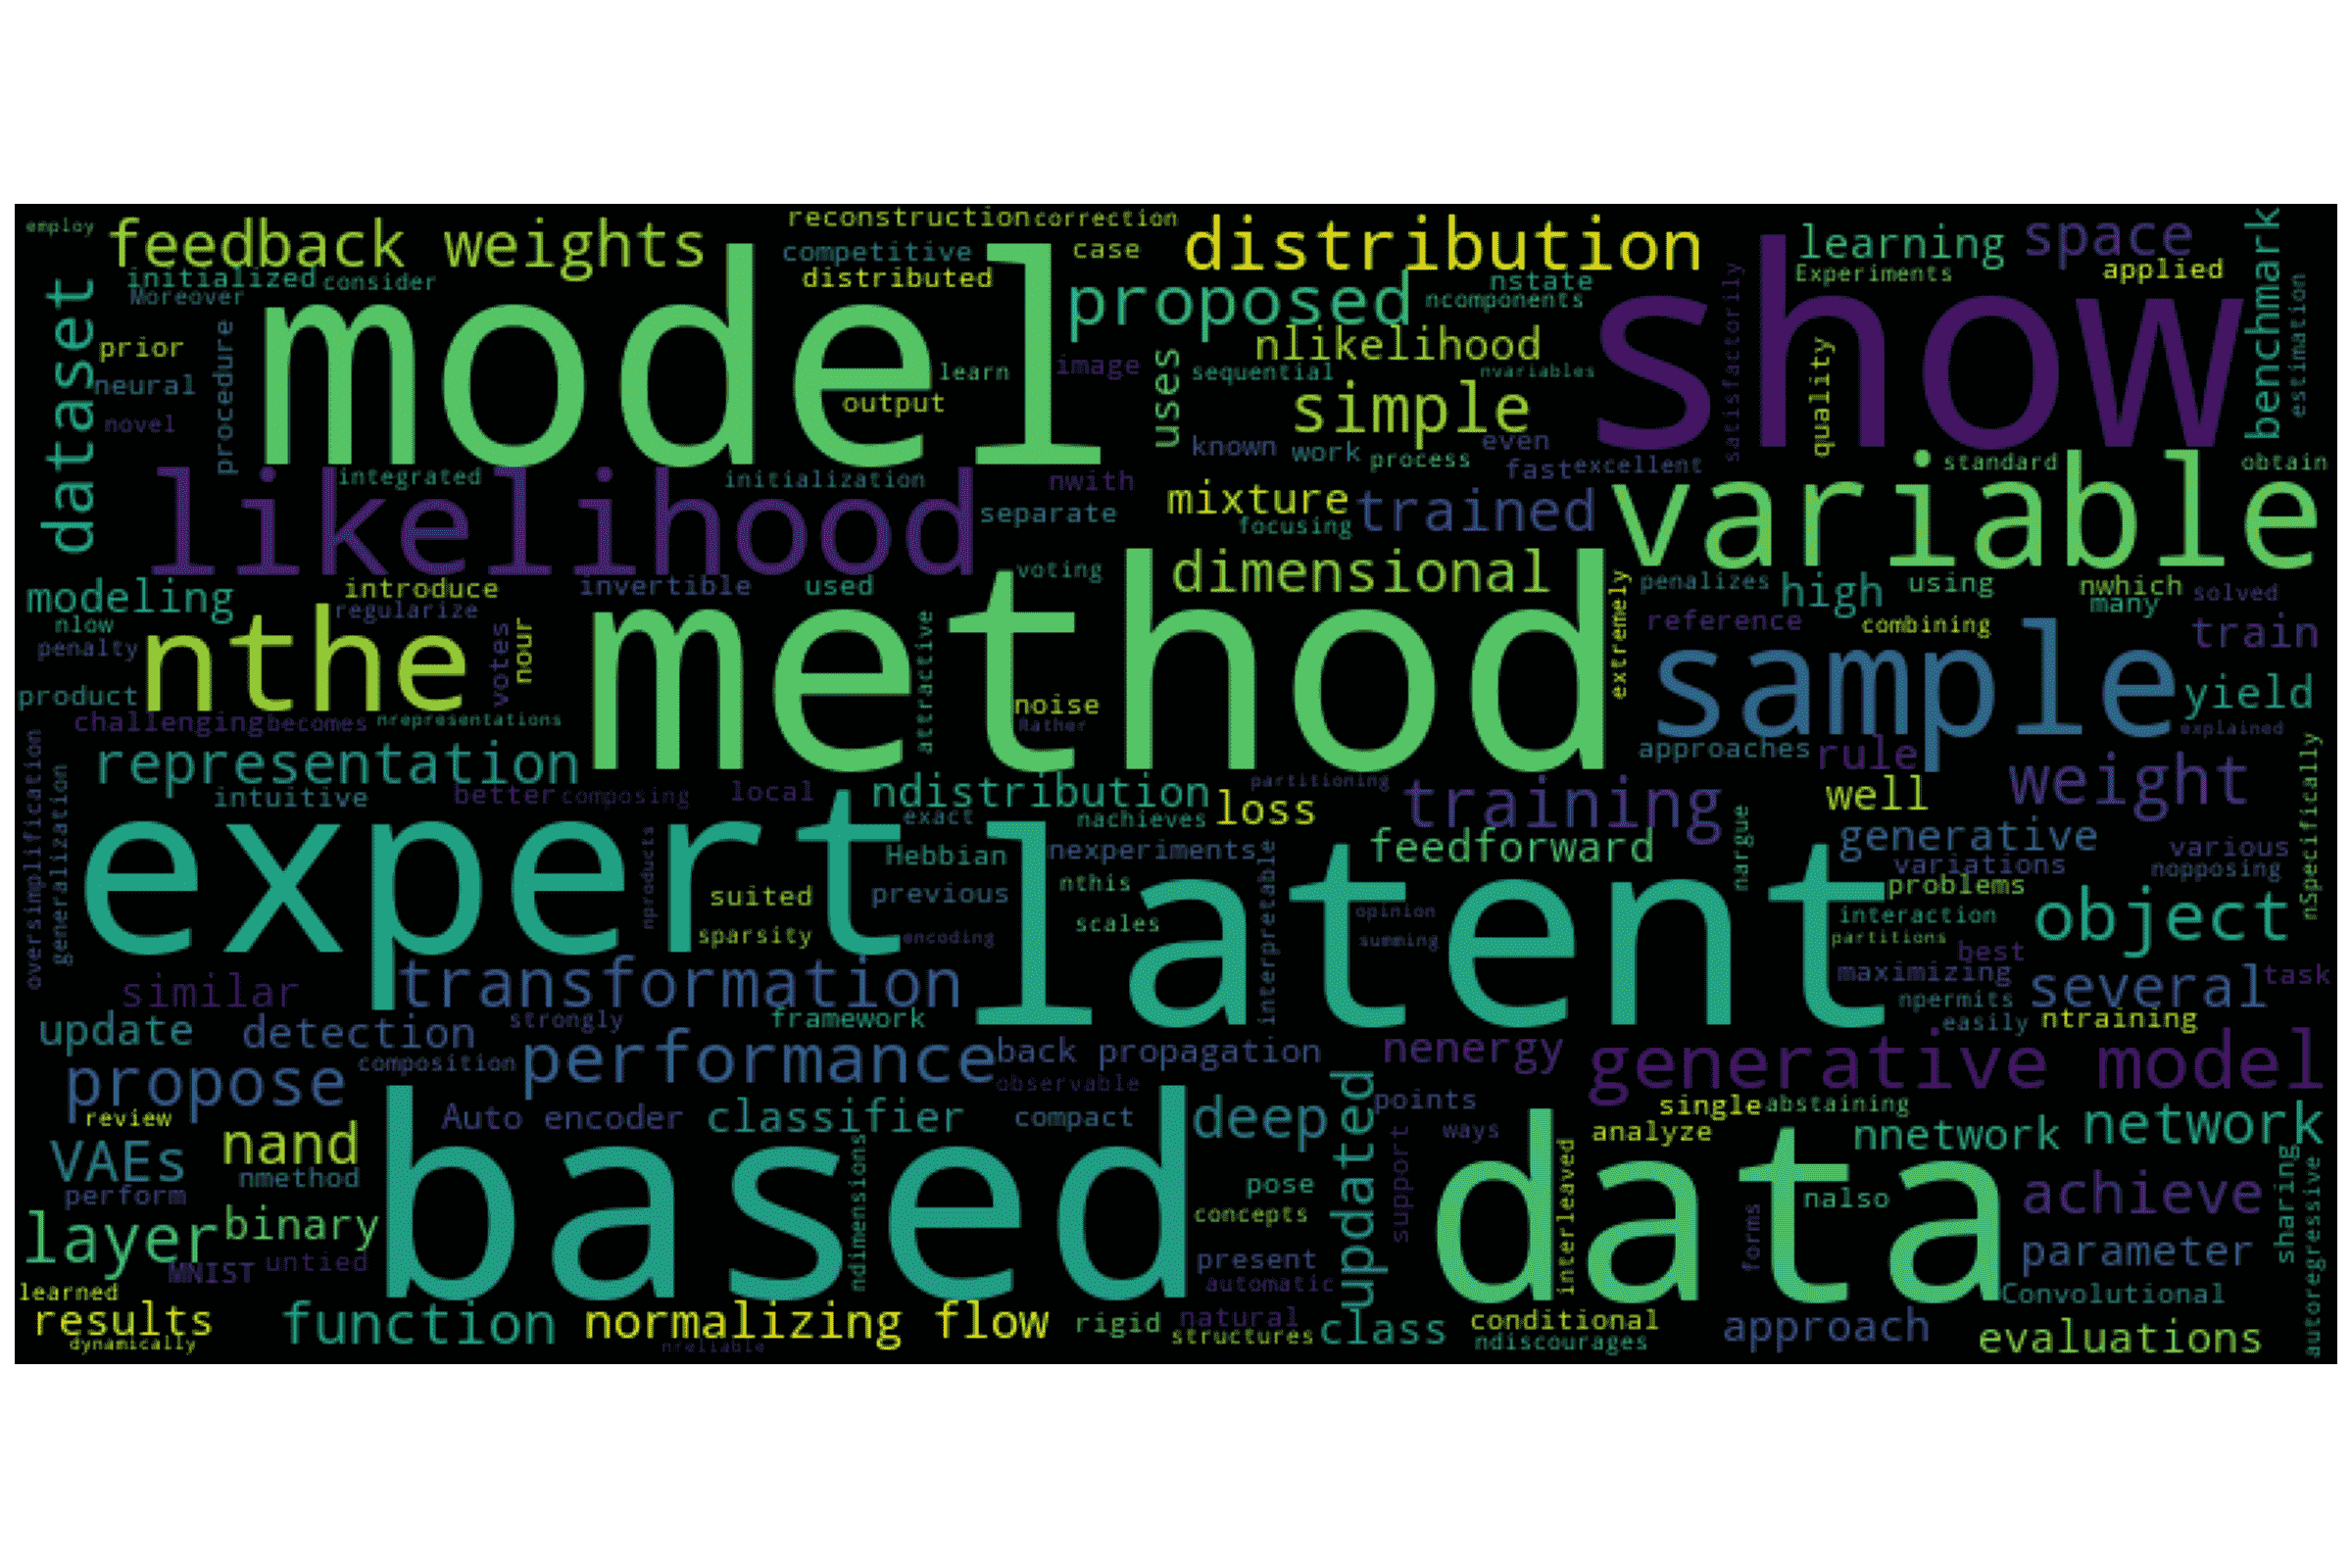 employ
feedback weights
reconstruction
correction
distribution
show
learning
space
benchmark
initialized
consider
Moreover
competitive
case
distributed
model
proposed
nstate
ncomponents
Experiments
applied
estimation
dataset
prior
neural
novel
procedure
output
learn
image
uses
nlikelihood
sequential
nvariables
simple
satisfactorily
quality
known
work
even
process
fast
excellent
standard
obtain
likelihood
integrated
initialization
nwith
separate
mixture
focusing
trained
variable
modeling
introduce
regularize
invertible
used
voting
dimensional
method
extremely
penalizes
high
using
nwhich
many
solved
nlow
penalty
nthe
votes
nour
attractive
reference
combining
train
product
challenging
becomes
nrepresentations
noise
Rather
sample
yield
explained
oversimplification
generalization
representation
intuitive
better
composing
local
ndistribution
exact
nachieves
partitioning
loss
training
approaches
rule
well
weight
nSpecifically
expert
nproducts
Hebbian
suited
previous
sparsity
encoding
latent
nexperiments
nthis
scales
interpretable
feedforward
opinion
summing
nargue
generative
variations
problems
various
nopposing
interaction
partitions
object
best
maximizing
several
task
similar
transformation
strongly
framework
npermits
easily
ntraining
update
detection
composition
performance
back propagation
observable
nenergy
generative model
propose
review
Auto encoder
classifier
compact
deep
updated
points
ways
single
abstaining
analyze
nnetwork
network
VAEs
nand
nmethod
perform
based
ndimensions
pose
concepts
support
interleaved
data
nalso
achieve
sharing
autoregressive
layer
binary
MNIST
untied
present
automatic
forms
parameter
Convolutional
learned
results
dynamically
function
normalizing flow
nreliable
rigid
natural
structures
class
conditional
ndiscourages
approach
evaluations